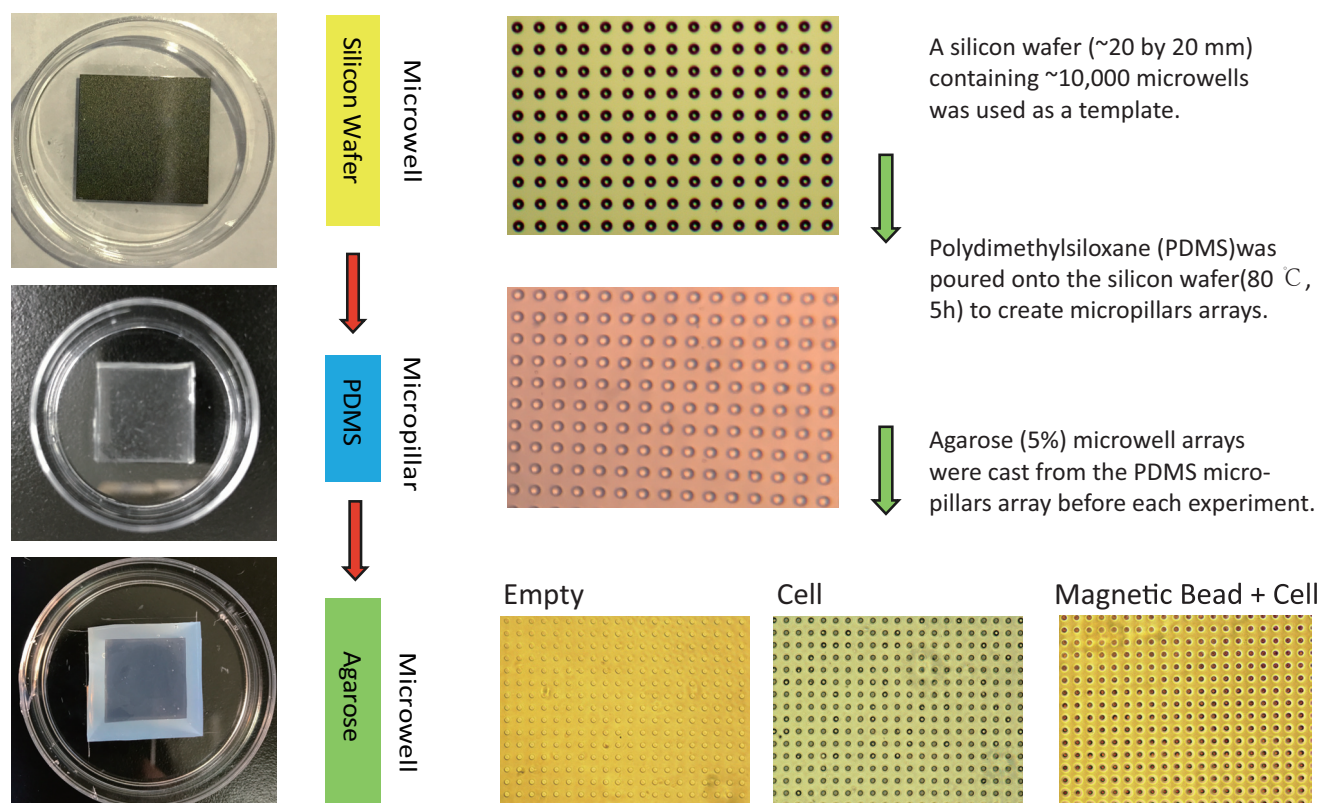 Silicon Wafer
Microwell
A silicon wafer (~20 by 20 mm)
containing ~10,000 microwells
was used as a template.
Polydimethylsiloxane (PDMS)was
poured onto the silicon wafer(80 ℃,
5h) to create micropillars arrays.
PDMS
Micropillar
Agarose (5%) microwell arrays
were cast from the PDMS micro-
pillars array before each experiment.
Agarose
Microwell
Empty
Cell
Magnetic Bead + Cell